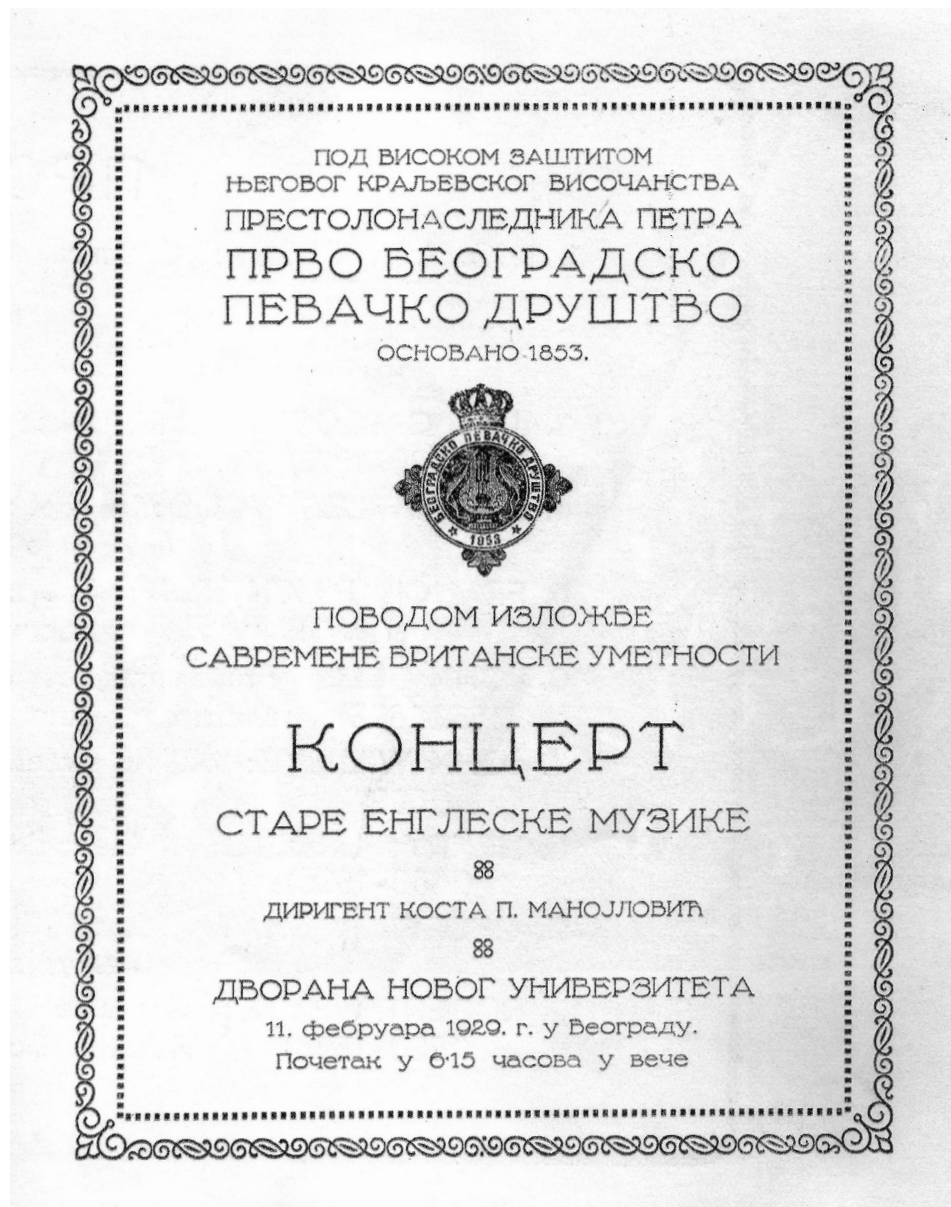 ПОД ВИСОКОМ ЗАШТИТОМ
ЊЕГОВОГ КРАЉЕВСКОГ ВИСОЧАНСТВА
ПРЕСТОЛОНАСЛЕДНИКА ПЕТРА
ПРВО БЕОГРАДСКО
ПЕВАЧКО ДРУШТВО
ОСНОВАНО 1853.
БЕОГРАДСКО ПЕВАЧКО ДРУШТВО
1853
ПОВОДОМ ИЗЛОЖБЕ
САВРЕМЕНЕ БРИТАНСКЕ УМЕТНОСТИ
КОНЦЕРТ
СТАРЕ ЕНГЛЕСКЕ МУЗИКЕ
ДИРИГЕНТ КОСТА П. МАНОЈЛОВИЋ
ДВОРАНА НОВОГ УНИВЕРЗИТЕТА
11. фебруара 1929. г. у Београду.
Почетак у 6·15 часова у вече